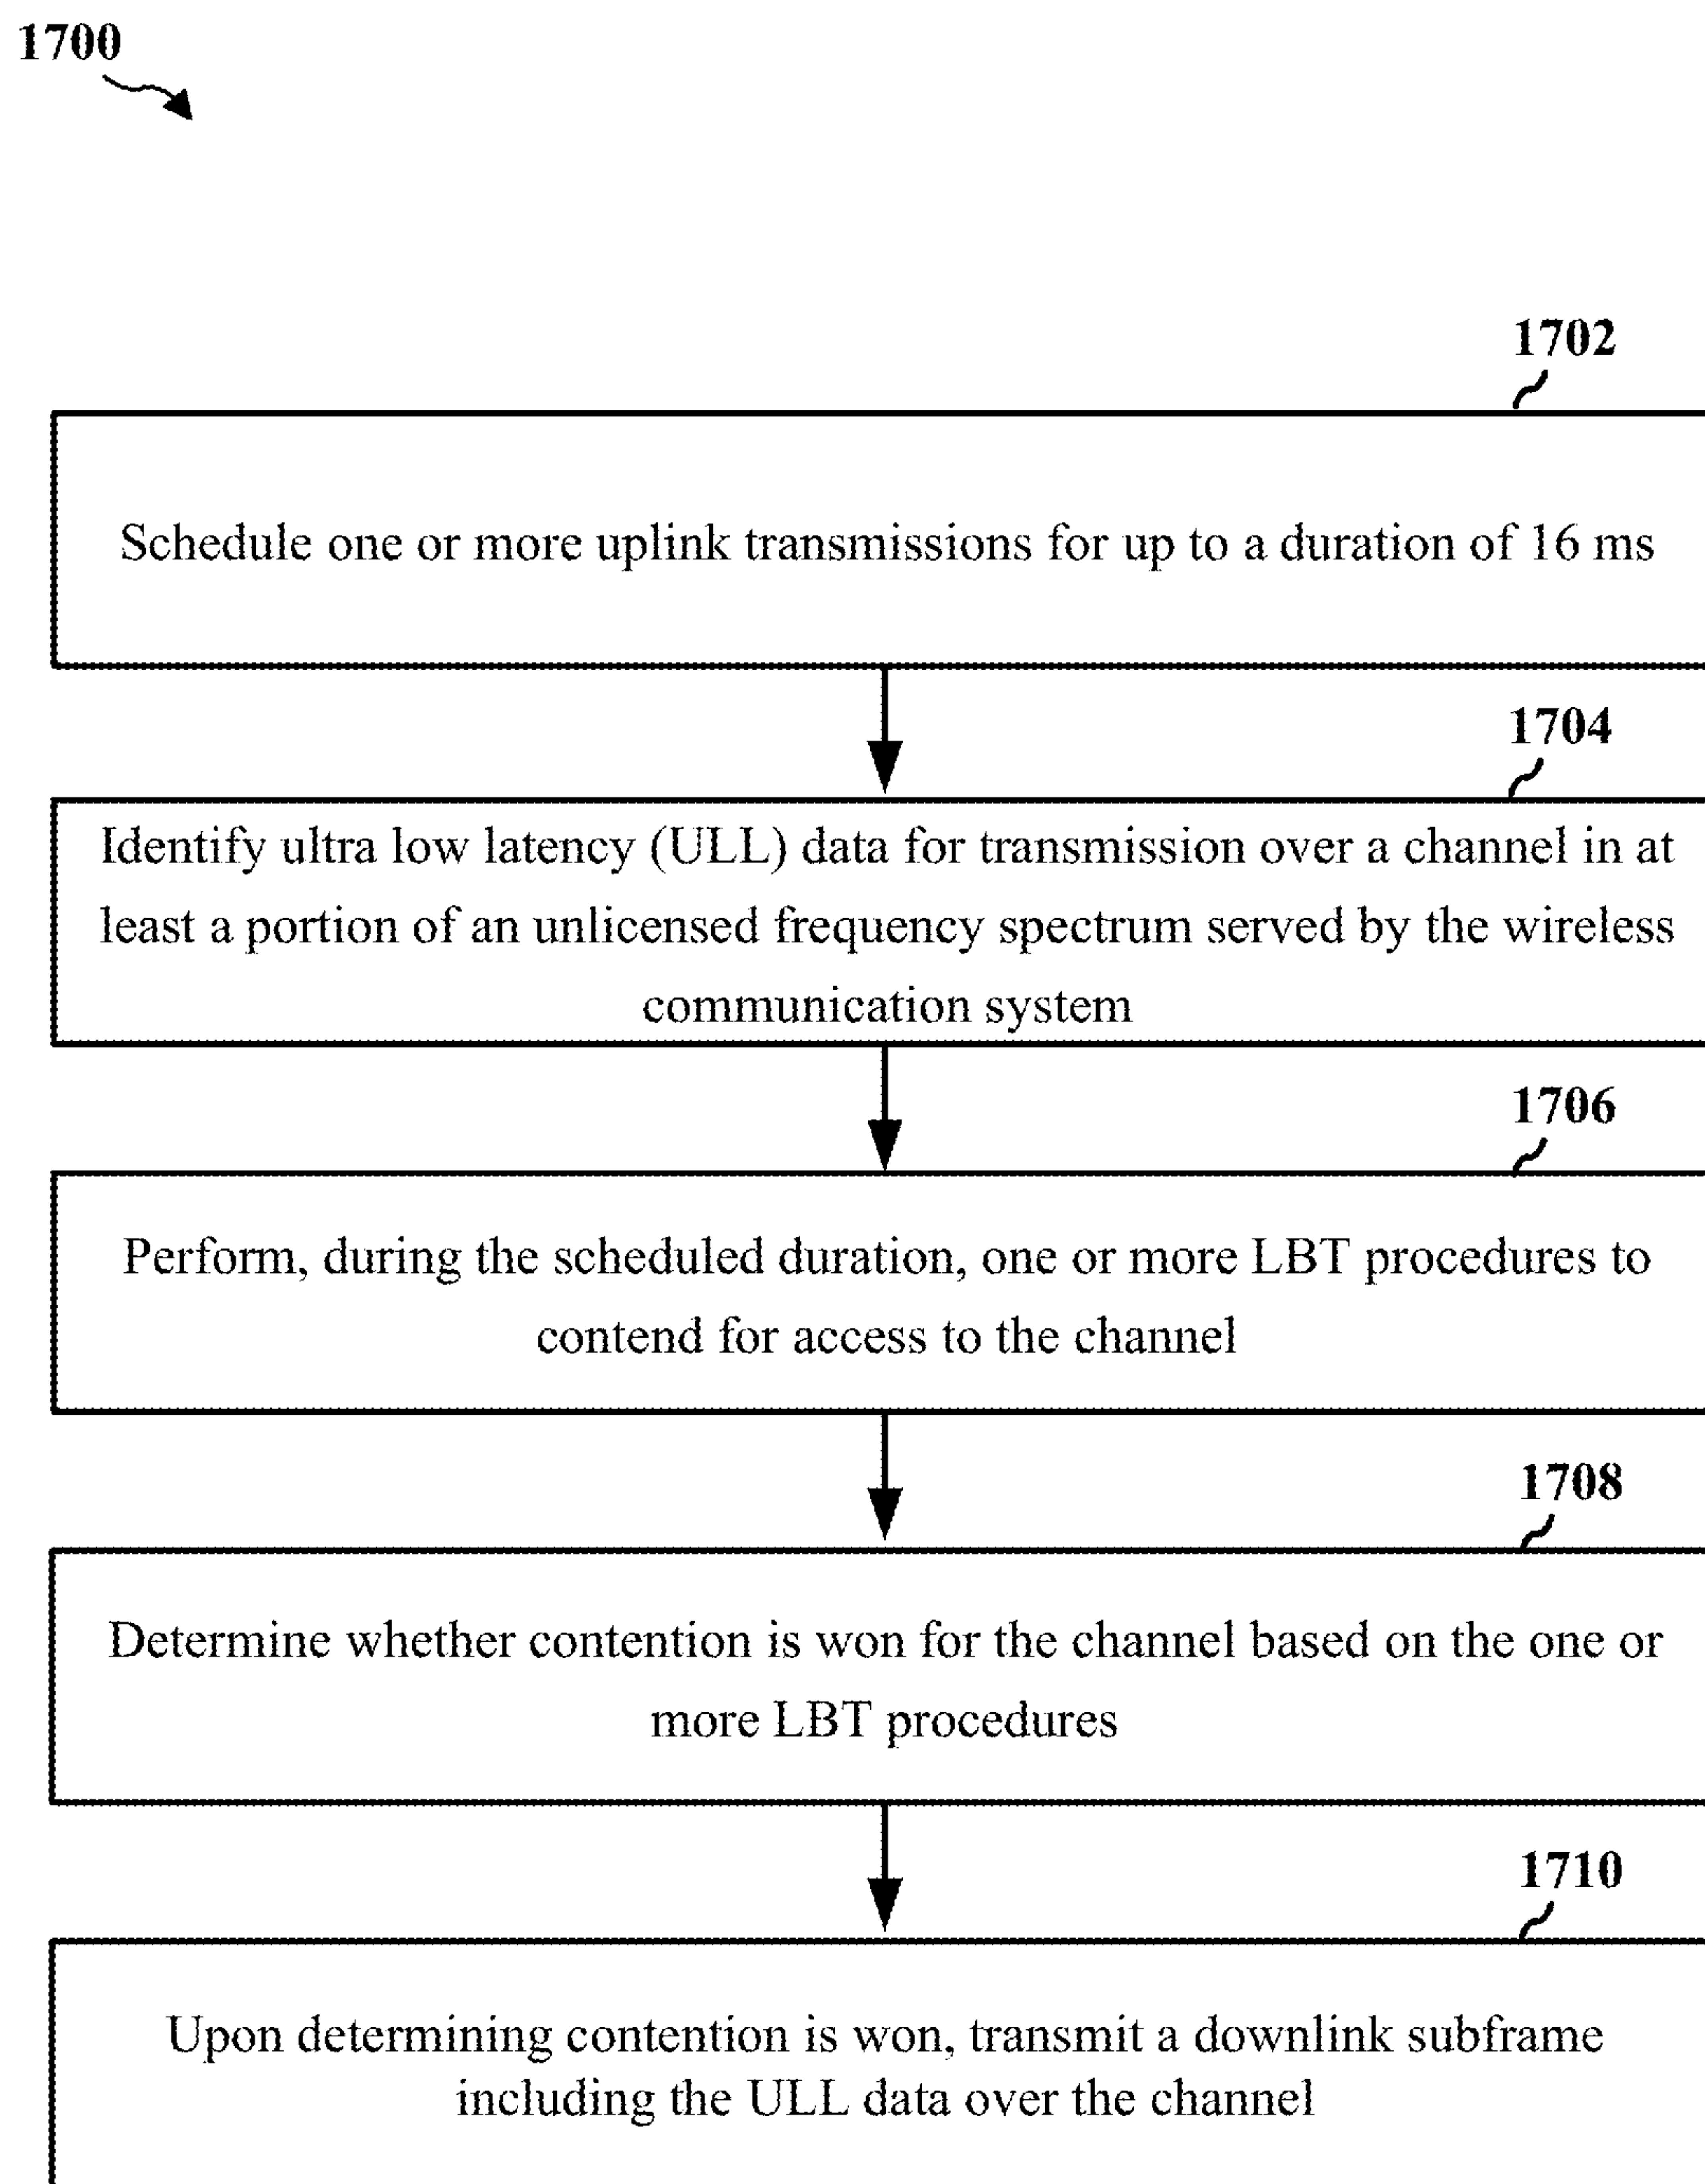 1700
1702
Schedule one or more uplink transmissions for up to a duration of 16 ms
1704
Identify ultra low latency (ULL) data for transmission over a channel in at
least a portion of an unlicensed frequency spectrum served by the wireless
communication system
1706
Perform, during the scheduled duration, one or more LBT procedures to
contend for access to the channel
1708
Determine whether contention is won for the channel based on the one or
more LBT procedures
1710
Upon determining contention is won, transmit a downlink subframe
including the ULL data over the channel